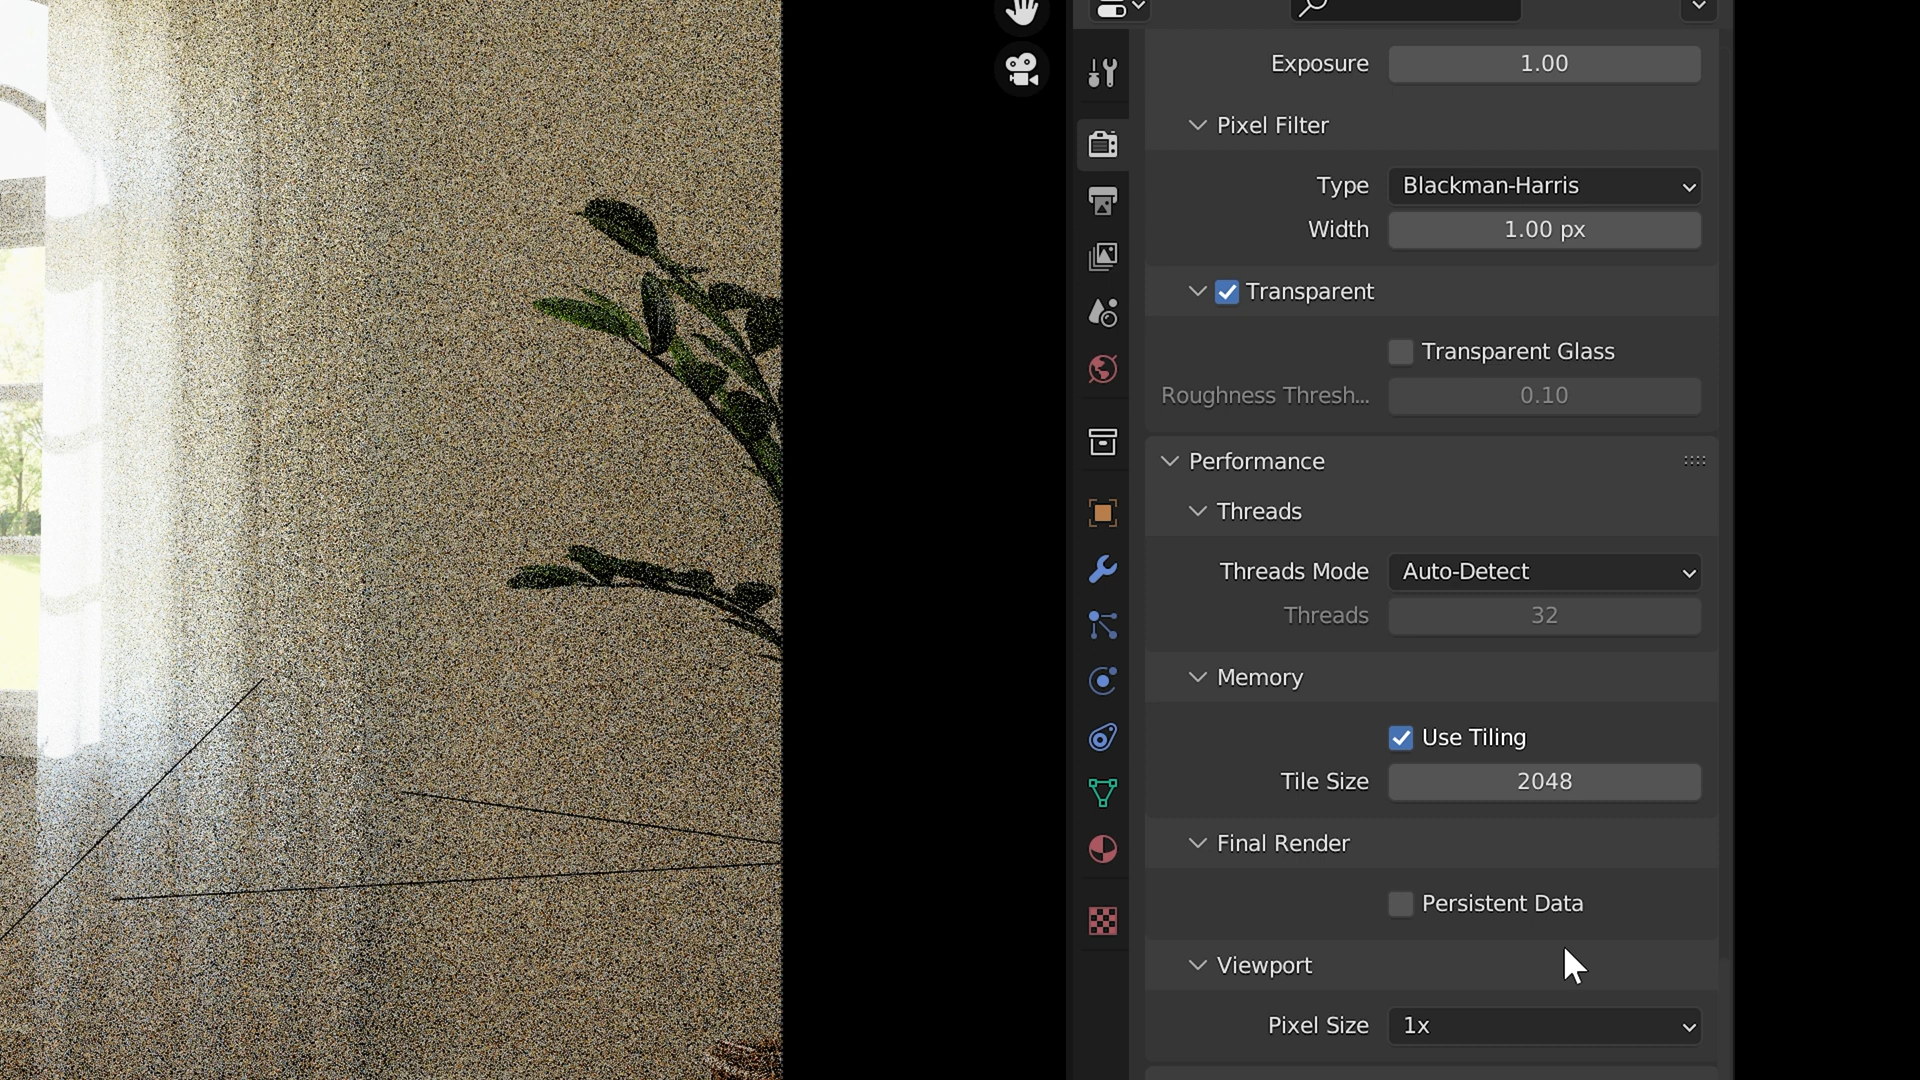 Exposure 1.00
Pixel Filter
Type Blackman-Harris
Width 1.00 px
Transparent
Transparent Glass
Roughness Thresh... 0.10
Performance
Threads
Threads Mode Auto-Detect
Threads 32
Memory
Use Tiling
Tile Size 2048
Final Render
Persistent Data
Viewport
Pixel Size 1x